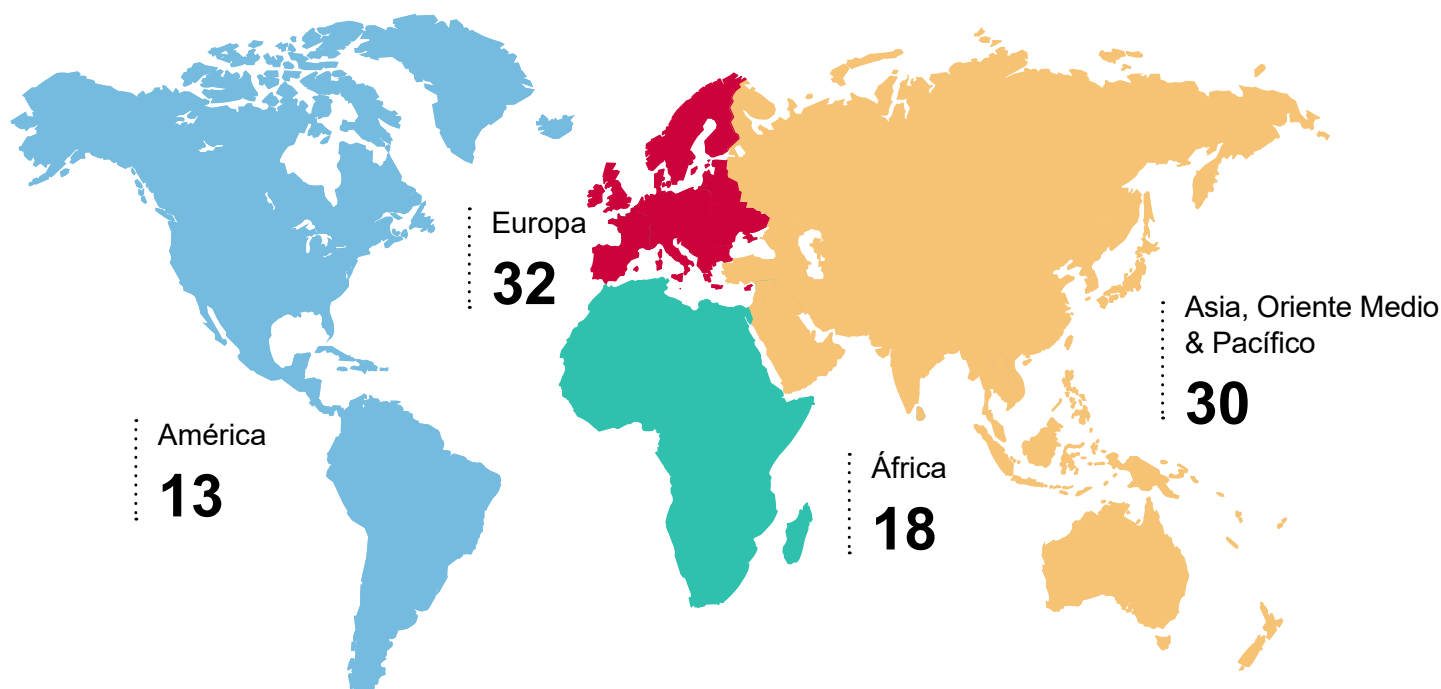 Europa
32
Asia, Oriente Medio
& Pacífico
30
América
13
África
18